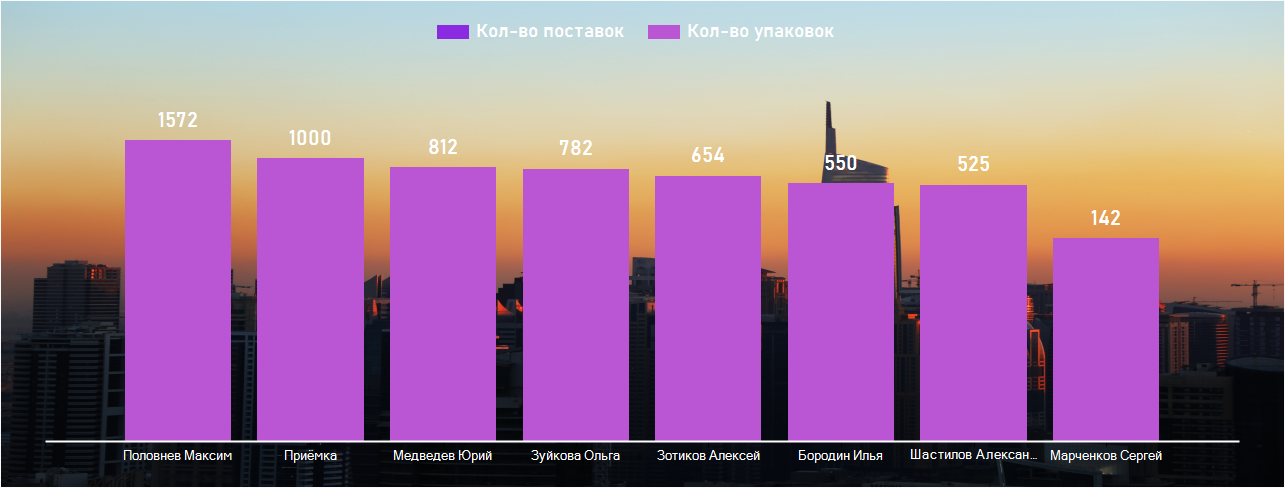 Кол-во поставок Кол-во упаковок
1572 1000 812 782 654 550 525 142
Половнев Максим Приёмка Медведев Юрий Зуйкова Ольга Зотиков Алексей Бородин Илья Шастилов Алексан... Марченков Сергей